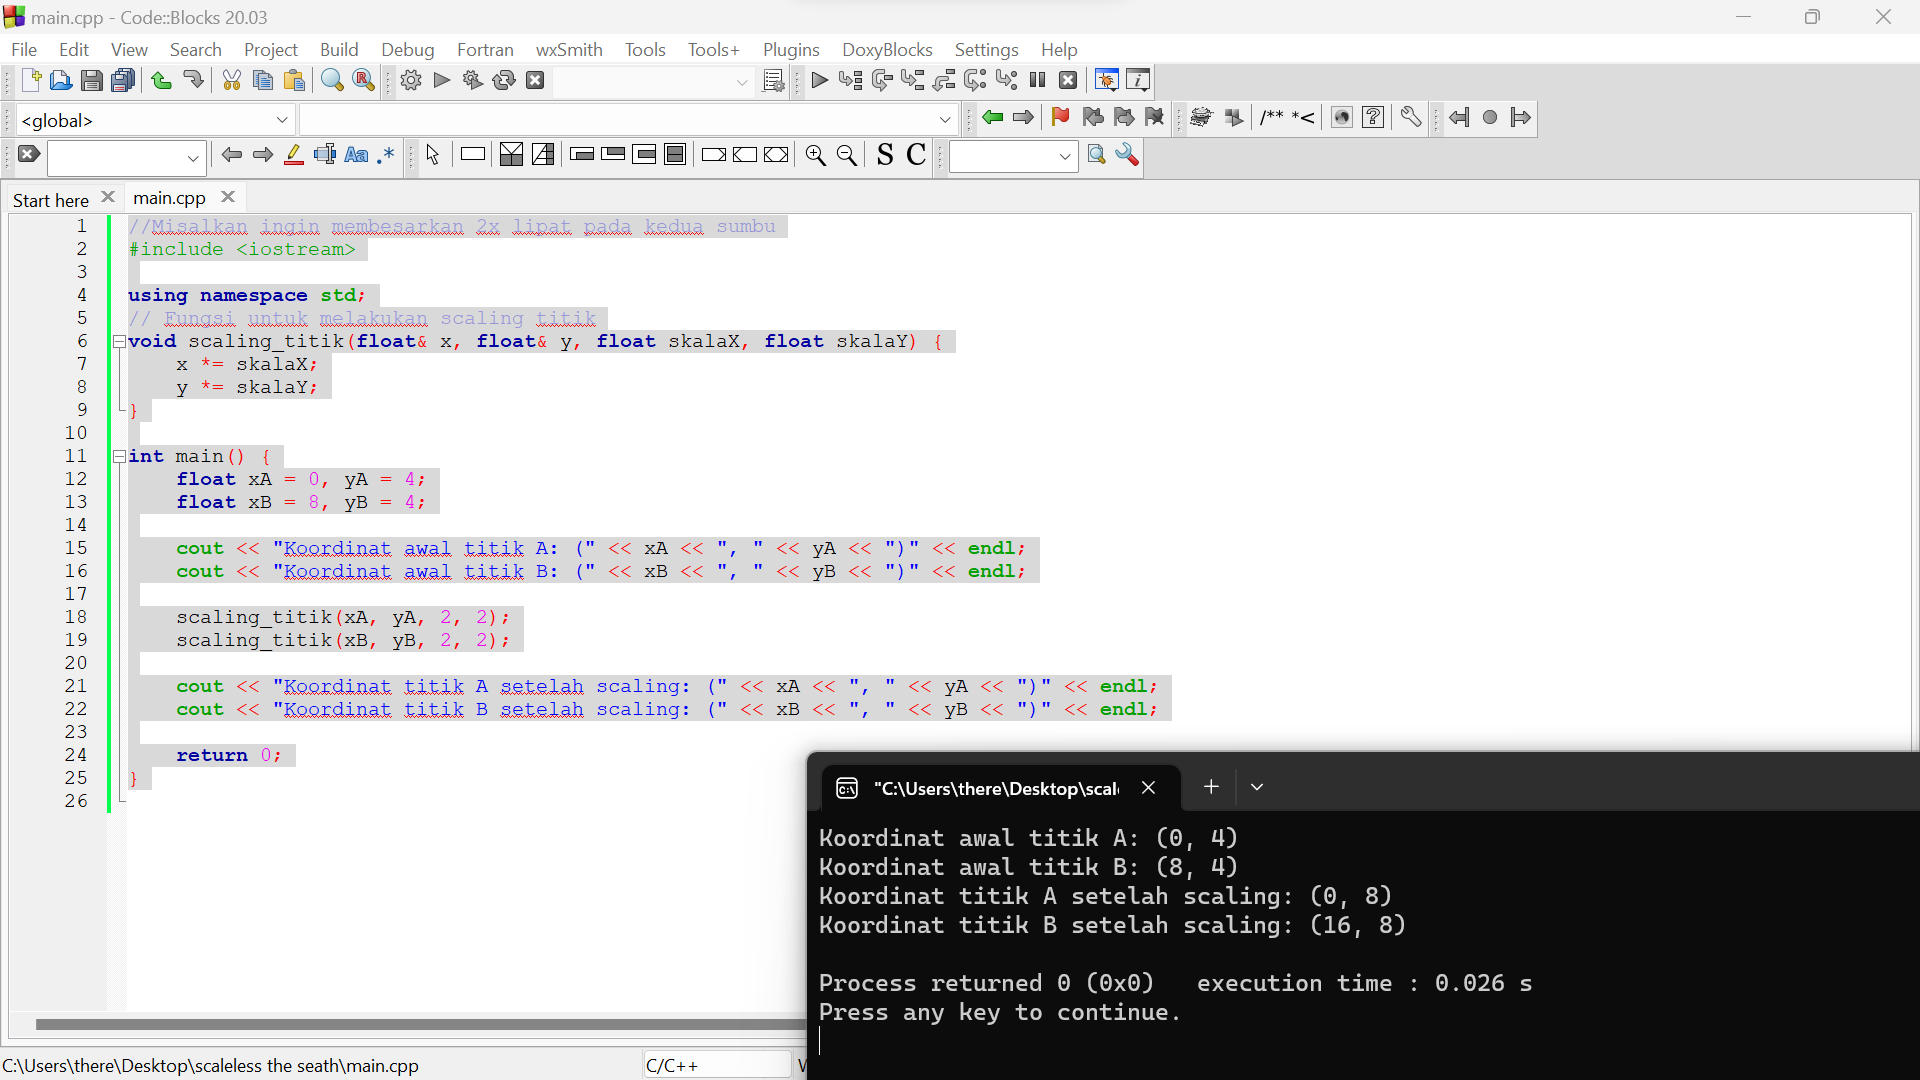 main.cpp - Code::Blocks 20.03
File Edit View Search Project Build Debug Fortran wxSmith Tools Tools+ Plugins DoxyBlocks Settings Help
<global>
/** *<
Aa .* S C
Start here main.cpp
1 //Misalkan ingin membesarkan 2x lipat pada kedua sumbu
2 #include <iostream>
3
4 using namespace std;
5 // Fungsi untuk melakukan scaling titik
6 void scaling_titik(float& x, float& y, float skalaX, float skalaY) {
7     x *= skalaX;
8     y *= skalaY;
9 }
10
11 int main() {
12     float xA = 0, yA = 4;
13     float xB = 8, yB = 4;
14
15     cout << "Koordinat awal titik A: (" << xA << ", " << yA << ")" << endl;
16     cout << "Koordinat awal titik B: (" << xB << ", " << yB << ")" << endl;
17
18     scaling_titik(xA, yA, 2, 2);
19     scaling_titik(xB, yB, 2, 2);
20
21     cout << "Koordinat titik A setelah scaling: (" << xA << ", " << yA << ")" << endl;
22     cout << "Koordinat titik B setelah scaling: (" << xB << ", " << yB << ")" << endl;
23
24     return 0;
25 }
26
"C:\Users\there\Desktop\scal
Koordinat awal titik A: (0, 4)
Koordinat awal titik B: (8, 4)
Koordinat titik A setelah scaling: (0, 8)
Koordinat titik B setelah scaling: (16, 8)
Process returned 0 (0x0)   execution time : 0.026 s
Press any key to continue.
C:\Users\there\Desktop\scaleless the seath\main.cpp C/C++